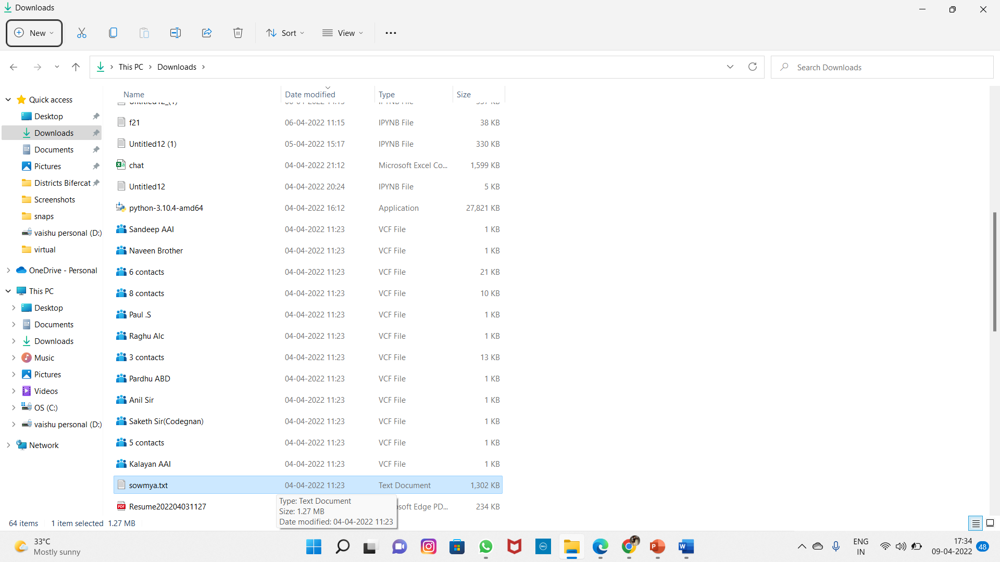 Downloads
New
Sort
View
This PC
Downloads
Search Downloads
Name
Date modified
Type
Size
Quick access
Desktop
Downloads
Documents
Pictures
Districts Bifercat
Screenshots
snaps
vaishu personal (D:)
virtual
OneDrive - Personal
This PC
Desktop
Documents
Downloads
Music
Pictures
Videos
OS (C:)
vaishu personal (D:)
Network
f21 06-04-2022 11:15 IPYNB File 38 KB
Untitled12 (1) 05-04-2022 15:17 IPYNB File 330 KB
chat 04-04-2022 21:12 Microsoft Excel Co... 1,599 KB
Untitled12 04-04-2022 20:24 IPYNB File 5 KB
python-3.10.4-amd64 04-04-2022 16:12 Application 27,821 KB
Sandeep AAI 04-04-2022 11:23 VCF File 1 KB
Naveen Brother 04-04-2022 11:23 VCF File 1 KB
6 contacts 04-04-2022 11:23 VCF File 21 KB
8 contacts 04-04-2022 11:23 VCF File 10 KB
Paul .S 04-04-2022 11:23 VCF File 1 KB
Raghu Alc 04-04-2022 11:23 VCF File 1 KB
3 contacts 04-04-2022 11:23 VCF File 13 KB
Pardhu ABD 04-04-2022 11:23 VCF File 1 KB
Anil Sir 04-04-2022 11:23 VCF File 1 KB
Saketh Sir(Codegnan) 04-04-2022 11:23 VCF File 1 KB
5 contacts 04-04-2022 11:23 VCF File 1 KB
Kalayan AAI 04-04-2022 11:23 VCF File 1 KB
sowmya.txt 04-04-2022 11:23 Text Document 1,302 KB
Resume202204031127 osoft Edge PD... 234 KB
Type: Text Document
Size: 1.27 MB
Date modified: 04-04-2022 11:23
64 items 1 item selected 1.27 MB
33°C
Mostly sunny
ENG
IN
17:34
09-04-2022
48